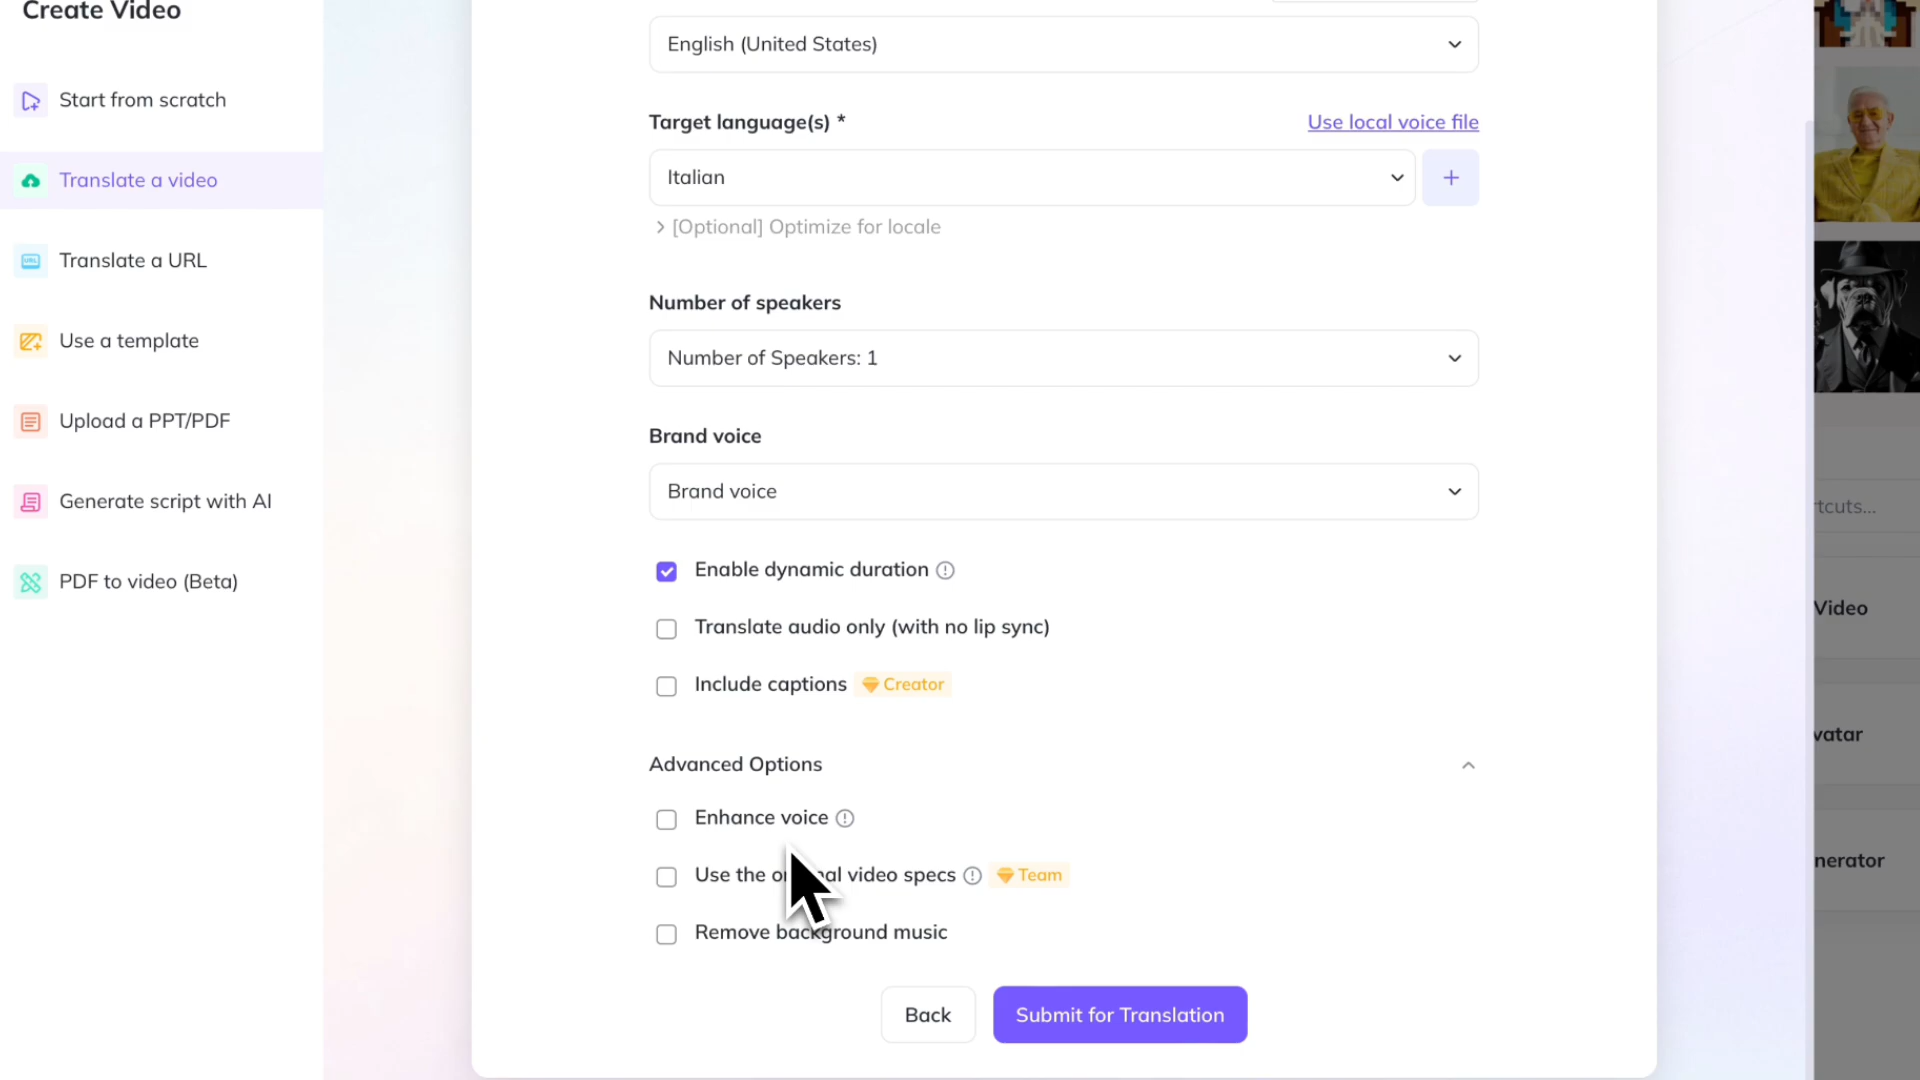 Create Video
Start from scratch
Translate a video
URL
Translate a URL
Use a template
Upload a PPT/PDF
Generate script with AI
PDF to video (Beta)
English (United States)
Target language(s) *
Use local voice file
Italian
+
> [Optional] Optimize for locale
Number of speakers
Number of Speakers: 1
Brand voice
Brand voice
Enable dynamic duration
Translate audio only (with no lip sync)
Include captions Creator
Advanced Options
Enhance voice
Use the or nal video specs Team
Remove background music
Back
Submit for Translation
rtcuts...
Video
vatar
nerator